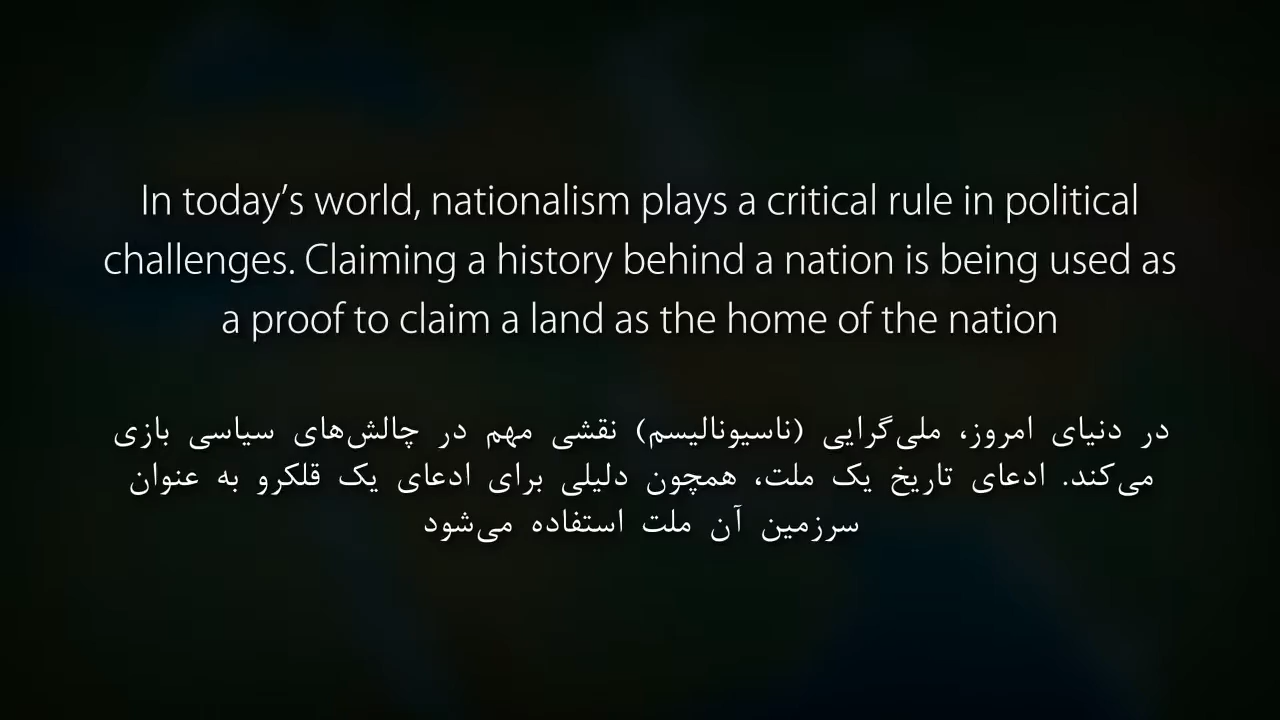 In today’s world, nationalism plays a critical rule in political
challenges. Claiming a history behind a nation is being used as
a proof to claim a land as the home of the nation
در دنیای امروز، ملی‌گرایی (ناسیونالیسم) نقشی مهم در چالش‌های سیاسی بازی
می‌کند. ادعای تاریخ یک ملت، همچون دلیلی برای ادعای یک قلکرو به عنوان
سرزمین آن ملت استفاده می‌شود